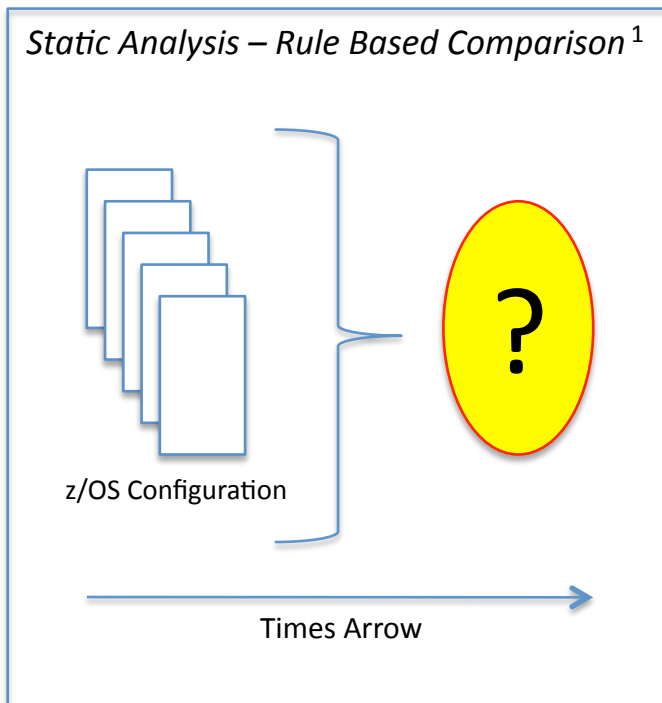 Static Analysis – Rule Based Comparison 1
?
z/OS Configuration
Times Arrow